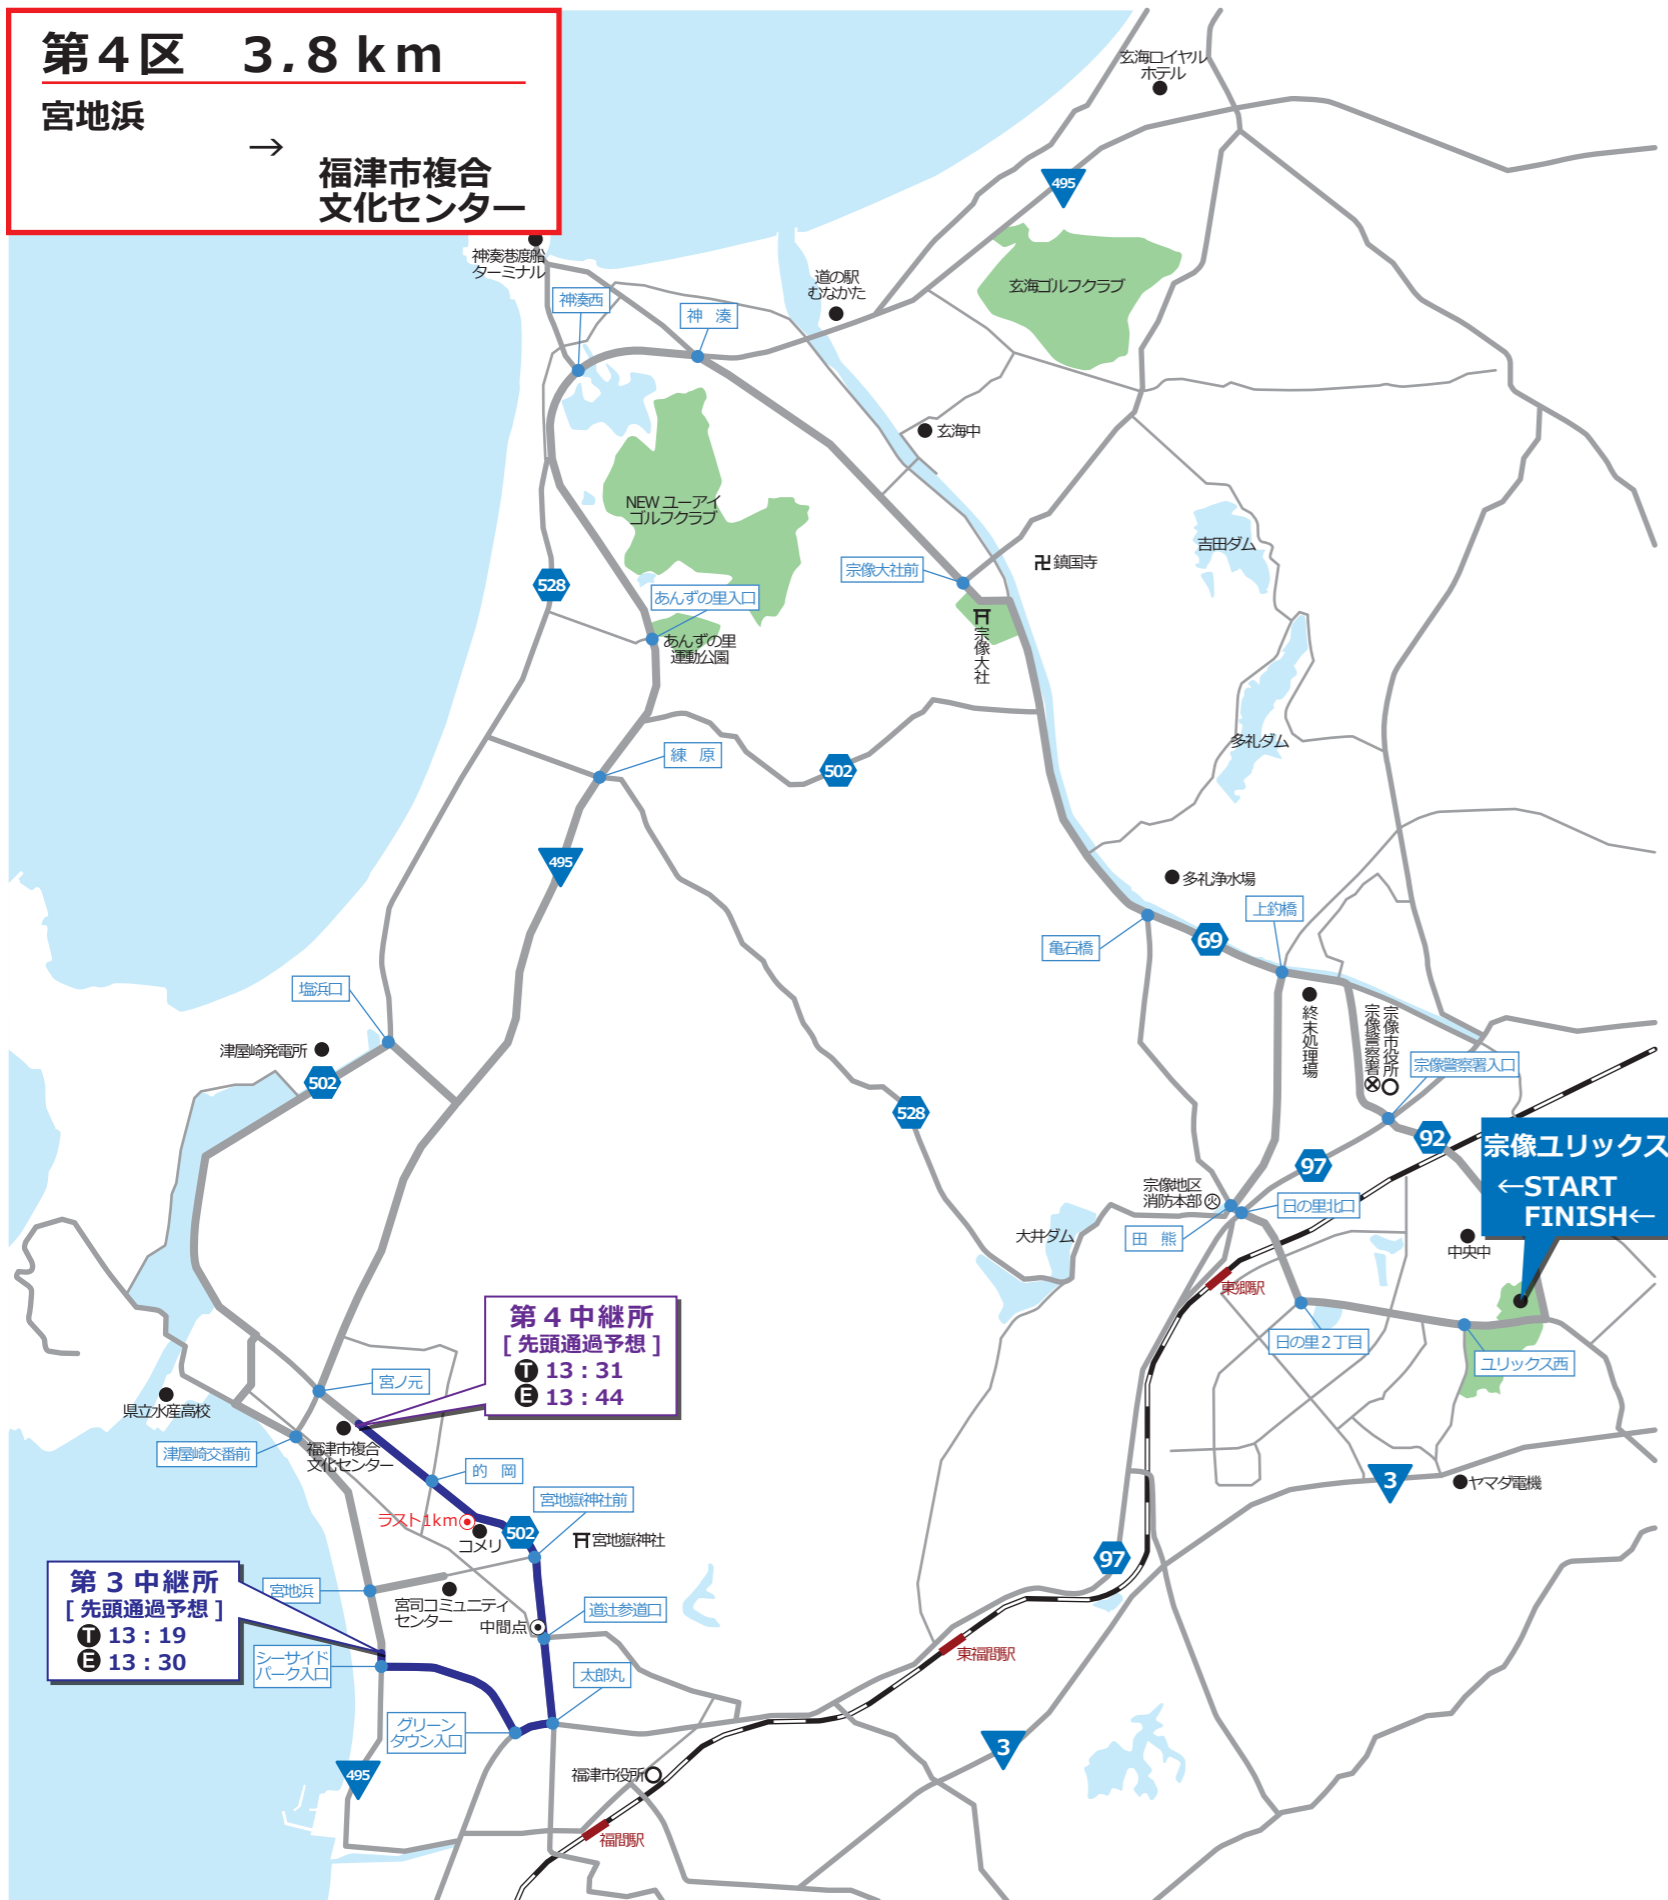 第4区 3.8km
宮地浜
→
福津市複合
文化センター
玄海ロイヤル
ホテル
495
神湊港渡船
ターミナル
神湊西
神 湊
道の駅
むなかた
玄海ゴルフクラブ
玄海中
NEW ユーアイ
ゴルフクラブ
吉田ダム
卍鎮国寺
宗像大社前
528
あんずの里入口
あんずの里
運動公園
宗像大社
練 原
502
多礼ダム
495
多礼浄水場
上釣橋
亀石橋
69
塩浜口
津屋崎発電所
502
終末処理場
宗像警察署
宗像市役所
宗像警察署入口
528
92
97
宗像ユリックス
←START
FINISH←
宗像地区
消防本部
日の里北口
田 熊
大井ダム
中央中
東郷駅
日の里2丁目
ユリックス西
第4中継所
[先頭通過予想]
T 13:31
E 13:44
宮ノ元
県立水産高校
津屋崎交番前
福津市複合
文化センター
的 岡
宮地嶽神社前
ラスト1km
502
コメリ
宮地嶽神社
3
ヤマダ電機
97
第3中継所
[先頭通過予想]
T 13:19
E 13:30
宮地浜
宮司コミュニティ
センター
中間点
道辻参道口
シーサイド
パーク入口
東福間駅
太郎丸
グリーン
タウン入口
495
福津市役所
3
福間駅